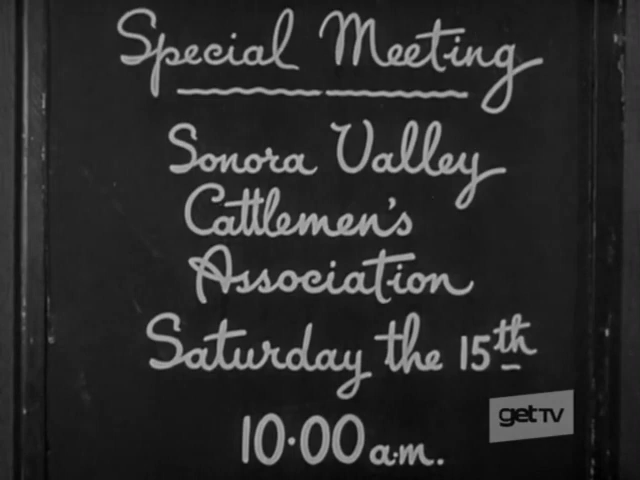 Special Meeting
Sonora Valley
Cattlemen's
Association
Saturday the 15th
10·00 a.m.
getTV